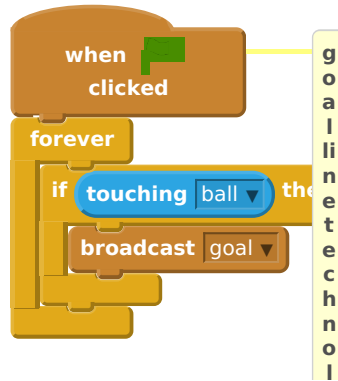 when
clicked
forever
if touching ball ▼ the
broadcast goal ▼
g
o
a
l
li
n
e
t
e
c
h
n
o
l